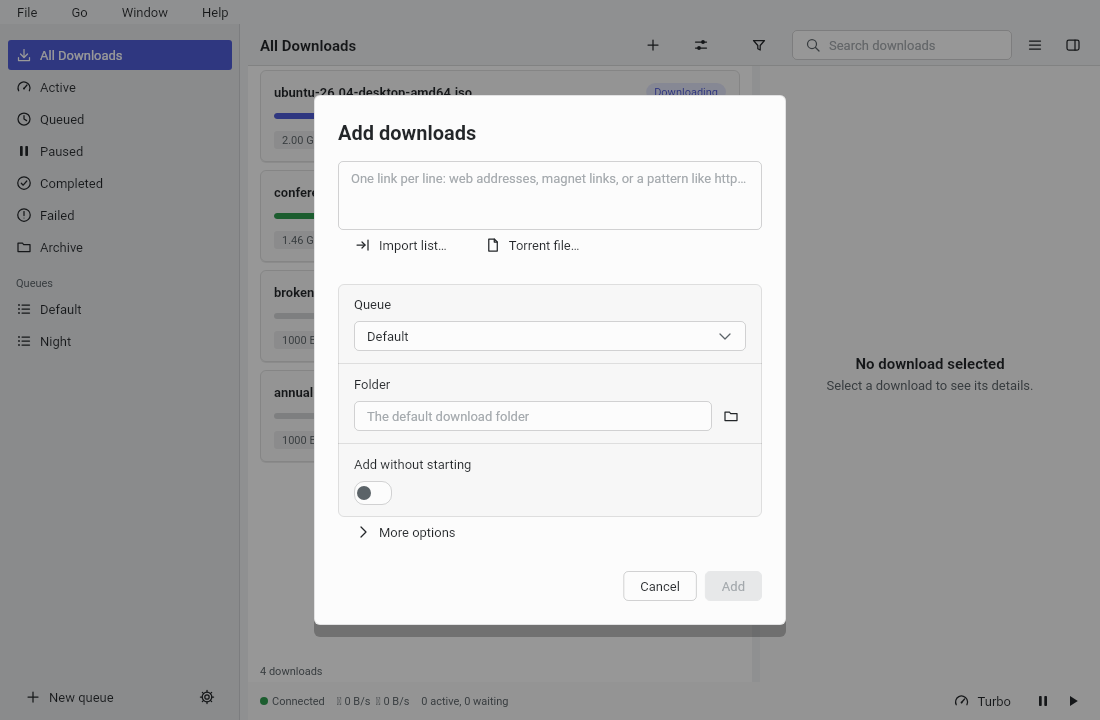 File Go Window Help
All Downloads
Active
Queued
Paused
Completed
Failed
Archive
Queues
Default
Night
New queue
All Downloads
Search downloads
ubuntu-26.04-desktop-amd64.iso Downloading
2.00 G
confere
1.46 G
broken
1000 B
annual
1000 B
4 downloads
Add downloads
One link per line: web addresses, magnet links, or a pattern like http…
Import list…
Torrent file…
Queue
Default
Folder
The default download folder
Add without starting
More options
Cancel
Add
No download selected
Select a download to see its details.
Connected 0 B/s 0 B/s 0 active, 0 waiting
Turbo